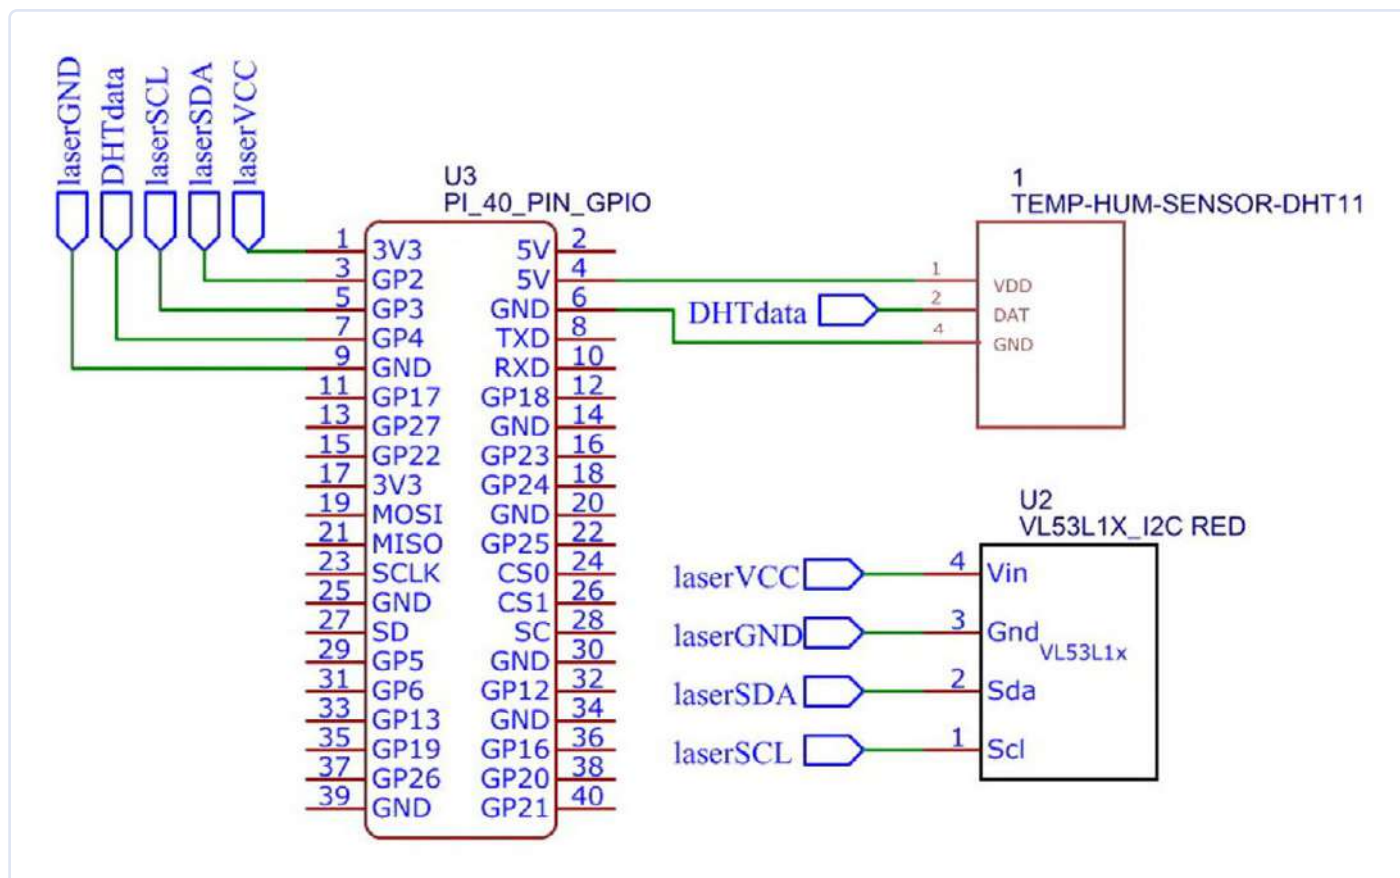 laserGND
DHTdata
laserSCL
laserSDA
laserVCC
U3
PI_40_PIN_GPIO
1 3V3 5V 2
3 GP2 5V 4
5 GP3 GND 6
7 GP4 TXD 8
9 GND RXD 10
11 GP17 GP18 12
13 GP27 GND 14
15 GP22 GP23 16
17 3V3 GP24 18
19 MOSI GND 20
21 MISO GP25 22
23 SCLK CS0 24
25 GND CS1 26
27 SD SC 28
29 GP5 GND 30
31 GP6 GP12 32
33 GP13 GND 34
35 GP19 GP16 36
37 GP26 GP20 38
39 GND GP21 40
1
TEMP-HUM-SENSOR-DHT11
1 VDD
DHTdata 2 DAT
4 GND
U2
VL53L1X_I2C RED
laserVCC 4 Vin
laserGND 3 Gnd
VL53L1x
laserSDA 2 Sda
laserSCL 1 Scl